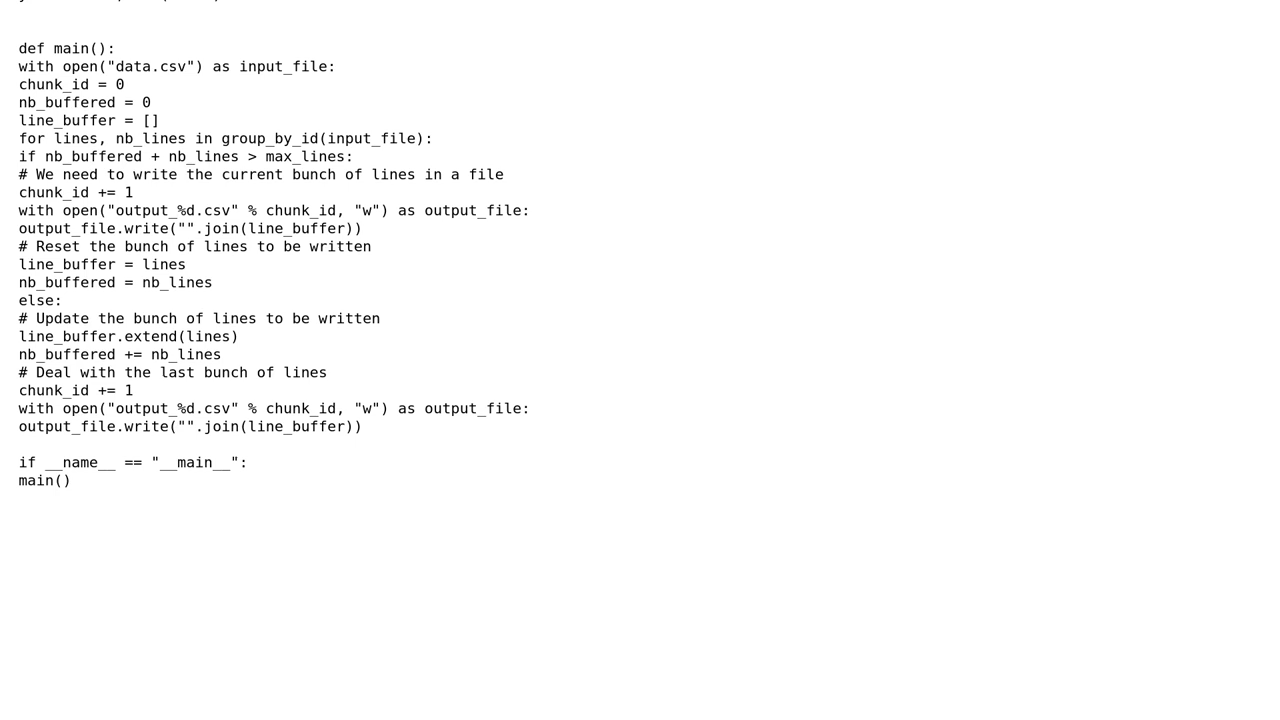 def main():
with open("data.csv") as input_file:
chunk_id = 0
nb_buffered = 0
line_buffer = []
for lines, nb_lines in group_by_id(input_file):
if nb_buffered + nb_lines > max_lines:
# We need to write the current bunch of lines in a file
chunk_id += 1
with open("output_%d.csv" % chunk_id, "w") as output_file:
output_file.write("".join(line_buffer))
# Reset the bunch of lines to be written
line_buffer = lines
nb_buffered = nb_lines
else:
# Update the bunch of lines to be written
line_buffer.extend(lines)
nb_buffered += nb_lines
# Deal with the last bunch of lines
chunk_id += 1
with open("output_%d.csv" % chunk_id, "w") as output_file:
output_file.write("".join(line_buffer))

if __name__ == "__main__":
main()